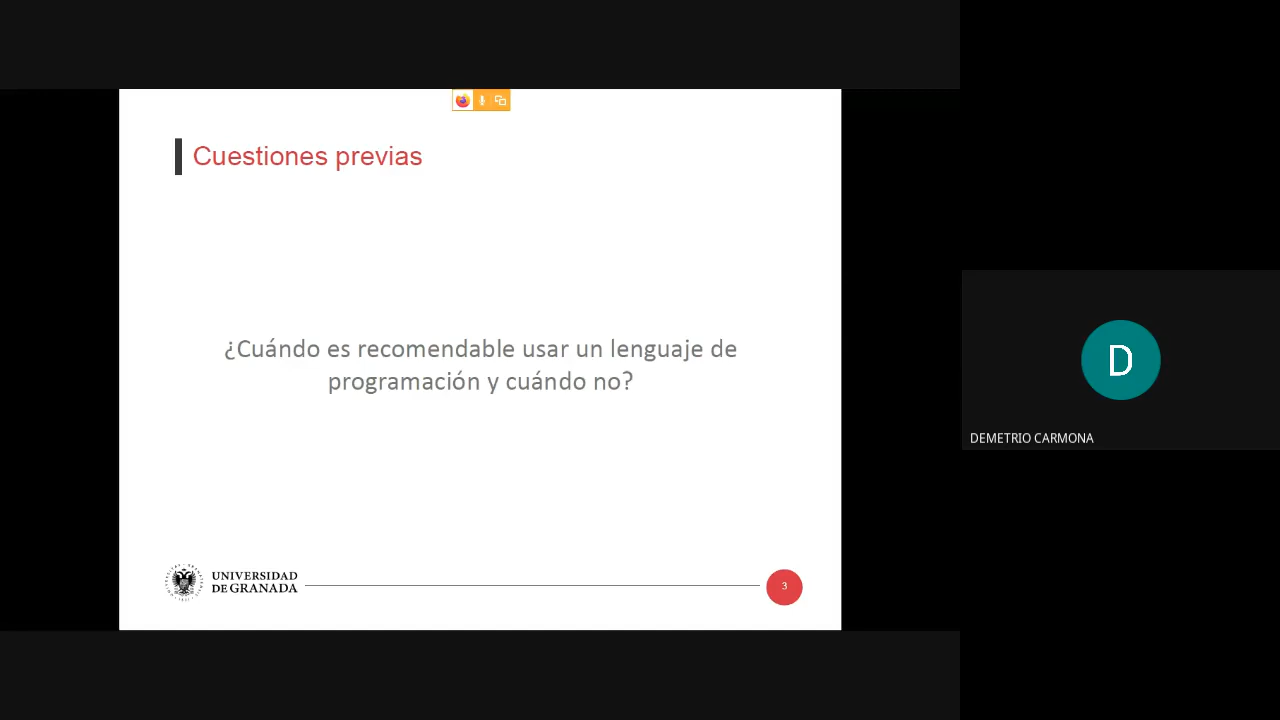 Cuestiones previas
¿Cuándo es recomendable usar un lenguaje de
programación y cuándo no?
UNIVERSIDAD
DE GRANADA
3
D
DEMETRIO CARMONA